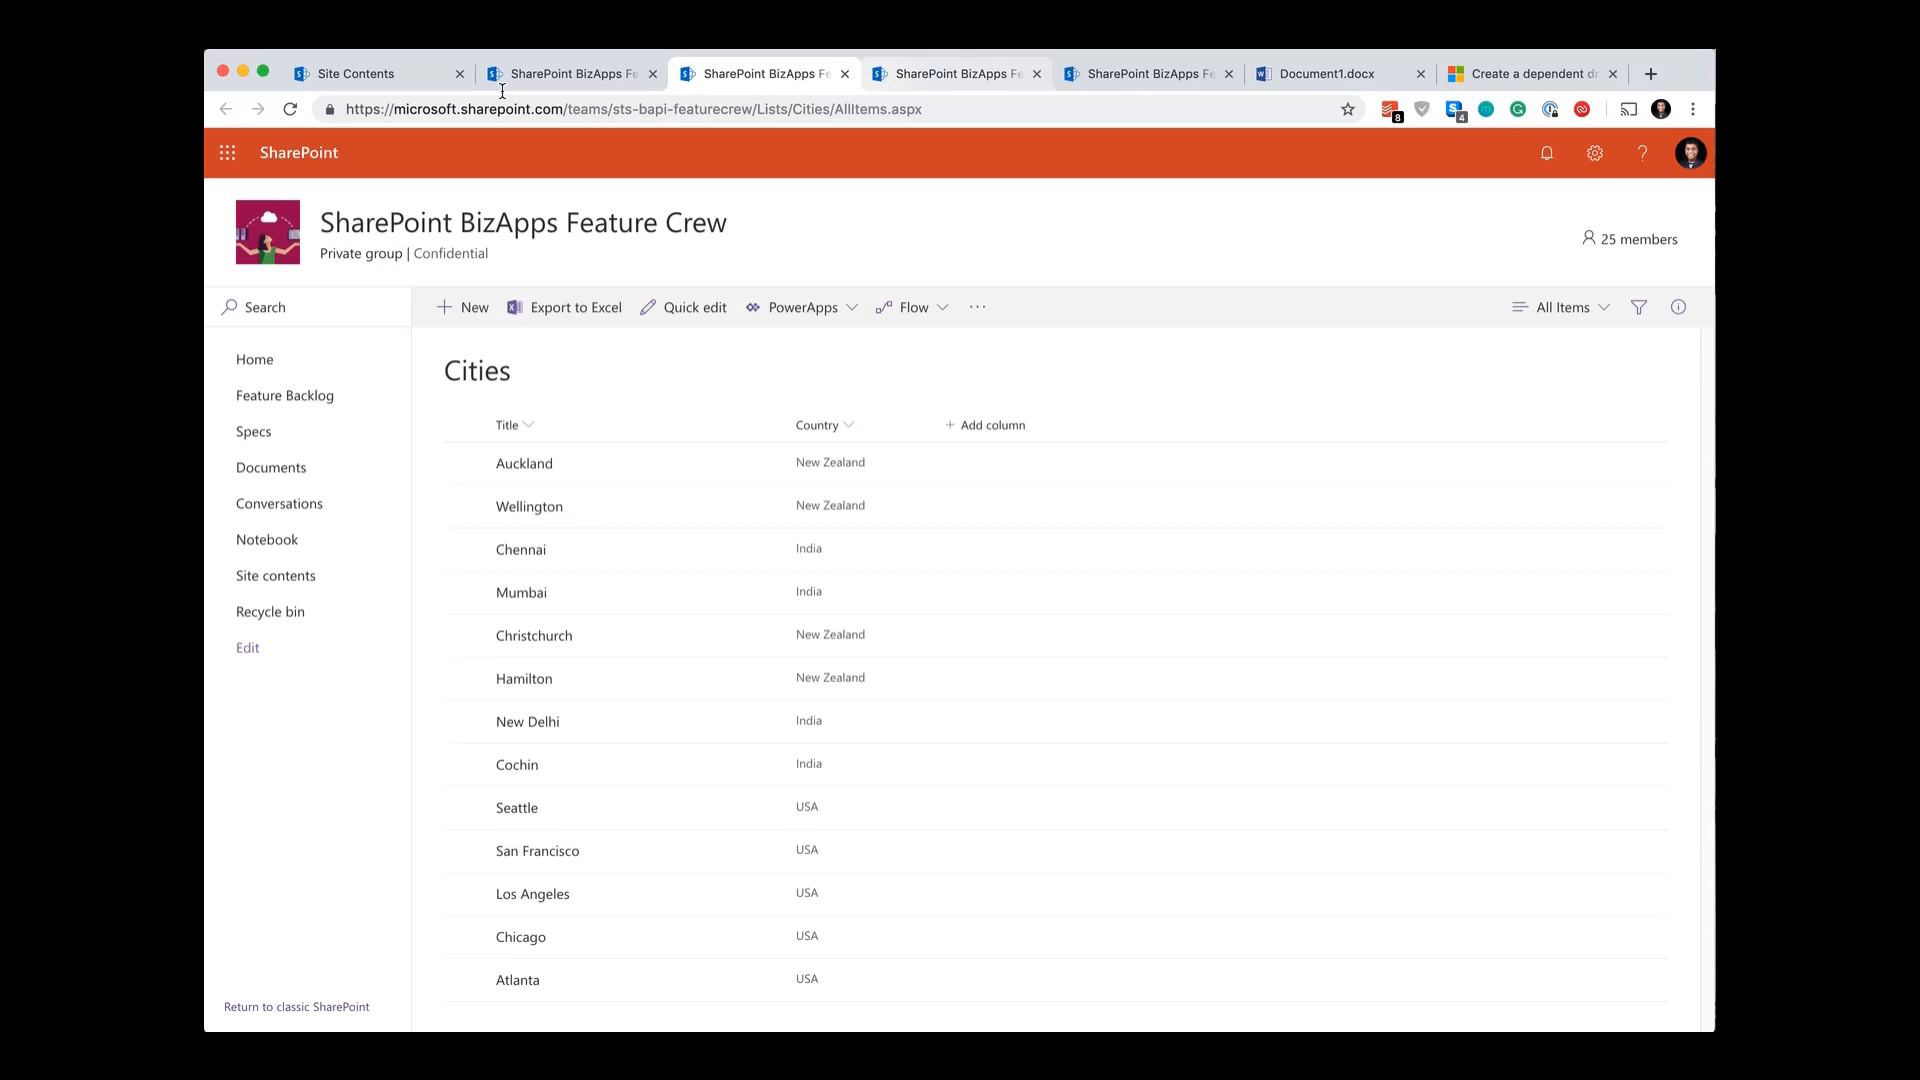 Site Contents
SharePoint BizApps Fe
SharePoint BizApps Fe
SharePoint BizApps Fe
SharePoint BizApps Fe
Document1.docx
Create a dependent dr
https://microsoft.sharepoint.com/teams/sts-bapi-featurecrew/Lists/Cities/AllItems.aspx
8
4
SharePoint
SharePoint BizApps Feature Crew
Private group | Confidential
25 members
Search
New
Export to Excel
Quick edit
PowerApps
Flow
All Items
Home
Feature Backlog
Specs
Documents
Conversations
Notebook
Site contents
Recycle bin
Edit
Return to classic SharePoint
Cities
Title Country + Add column
Auckland New Zealand
Wellington New Zealand
Chennai India
Mumbai India
Christchurch New Zealand
Hamilton New Zealand
New Delhi India
Cochin India
Seattle USA
San Francisco USA
Los Angeles USA
Chicago USA
Atlanta USA